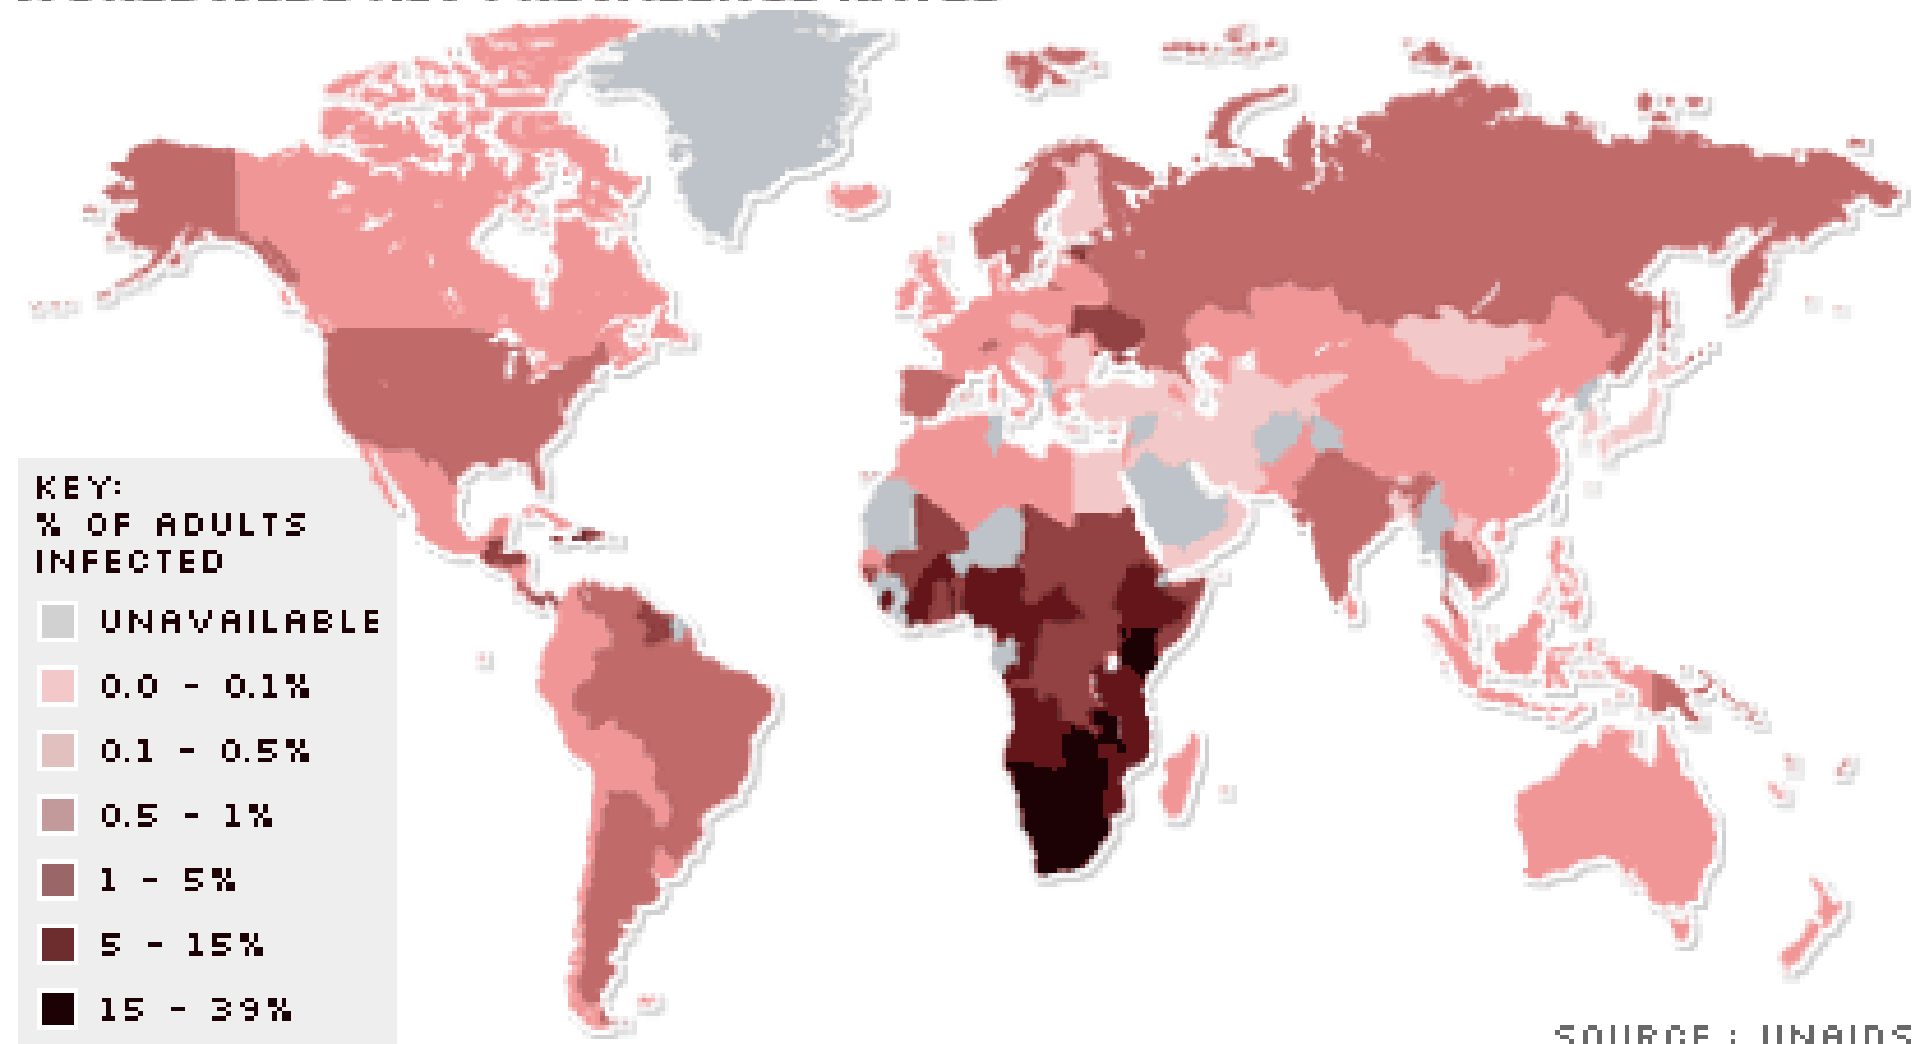 KEY:
% OF ADULTS
INFECTED
UNAVAILABLE
0.0 - 0.1%
0.1 - 0.5%
0.5 - 1%
1 - 5%
5 - 15%
15 - 39%
SOURCE: UNAIDS